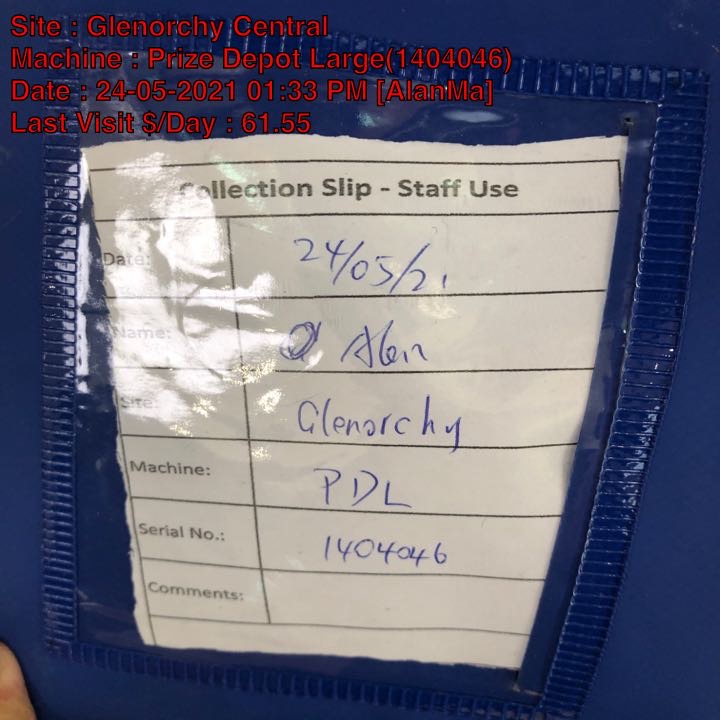 Site : Glenorchy Central
Machine : Prize Depot Large(1404046)
Date : 24-05-2021 01:33 PM [AlanMa]
Last Visit $/Day : 61.55
Collection Slip - Staff Use
Date: 24/05/21
Name: Alan
Site: Glenorchy
Machine: PDL
Serial No.: 1404046
Comments: